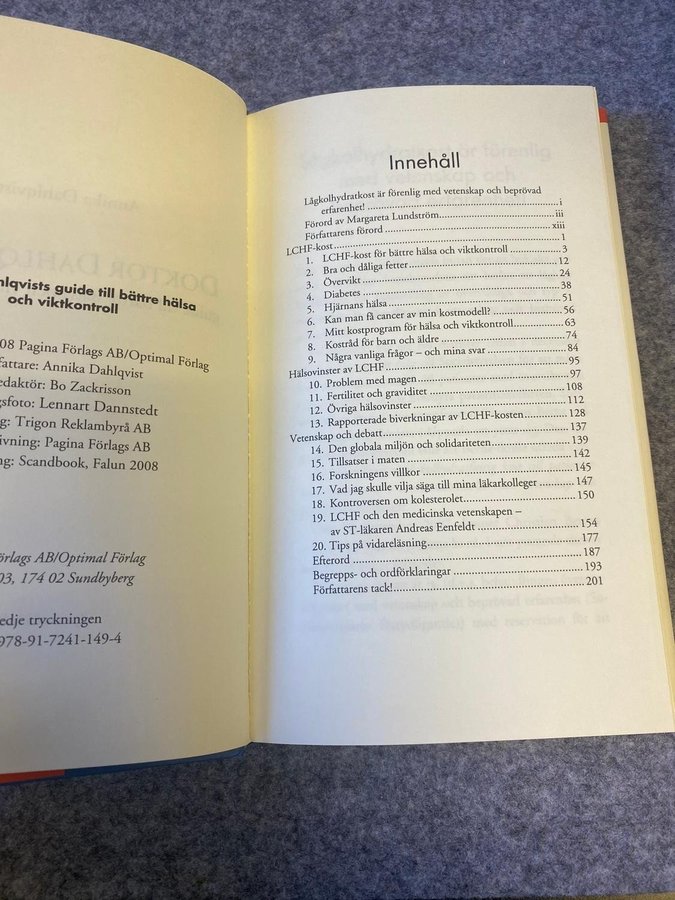 hlqvists guide till bättre hälsa
och viktkontroll
08 Pagina Förlags AB/Optimal Förlag
fattare: Annika Dahlqvist
edaktör: Bo Zackrisson
gsfoto: Lennart Dannstedt
g: Trigon Reklambyrå AB
ivning: Pagina Förlags AB
ng: Scandbook, Falun 2008
örlags AB/Optimal Förlag
03, 174 02 Sundbyberg
edje tryckningen
978-91-7241-149-4
Innehåll
Lågkolhydratkost är förenlig med vetenskap och beprövad
erfarenhet! i
Förord av Margareta Lundström iii
Författarens förord xiii
LCHF-kost 1
1. LCHF-kost för bättre hälsa och viktkontroll 3
2. Bra och dåliga fetter 12
3. Övervikt 24
4. Diabetes 38
5. Hjärnans hälsa 51
6. Kan man få cancer av min kostmodell? 56
7. Mitt kostprogram för hälsa och viktkontroll 63
8. Kostråd för barn och äldre 74
9. Några vanliga frågor – och mina svar 84
Hälsovinster av LCHF 95
10. Problem med magen 97
11. Fertilitet och graviditet 108
12. Övriga hälsovinster 112
13. Rapporterade biverkningar av LCHF-kosten 128
Vetenskap och debatt 137
14. Den globala miljön och solidariteten 139
15. Tillsatser i maten 142
16. Forskningens villkor 145
17. Vad jag skulle vilja säga till mina läkarkolleger 147
18. Kontroversen om kolesterolet 150
19. LCHF och den medicinska vetenskapen –
av ST-läkaren Andreas Eenfeldt 154
20. Tips på vidareläsning 177
Efterord 187
Begrepps- och ordförklaringar 193
Författarens tack! 201